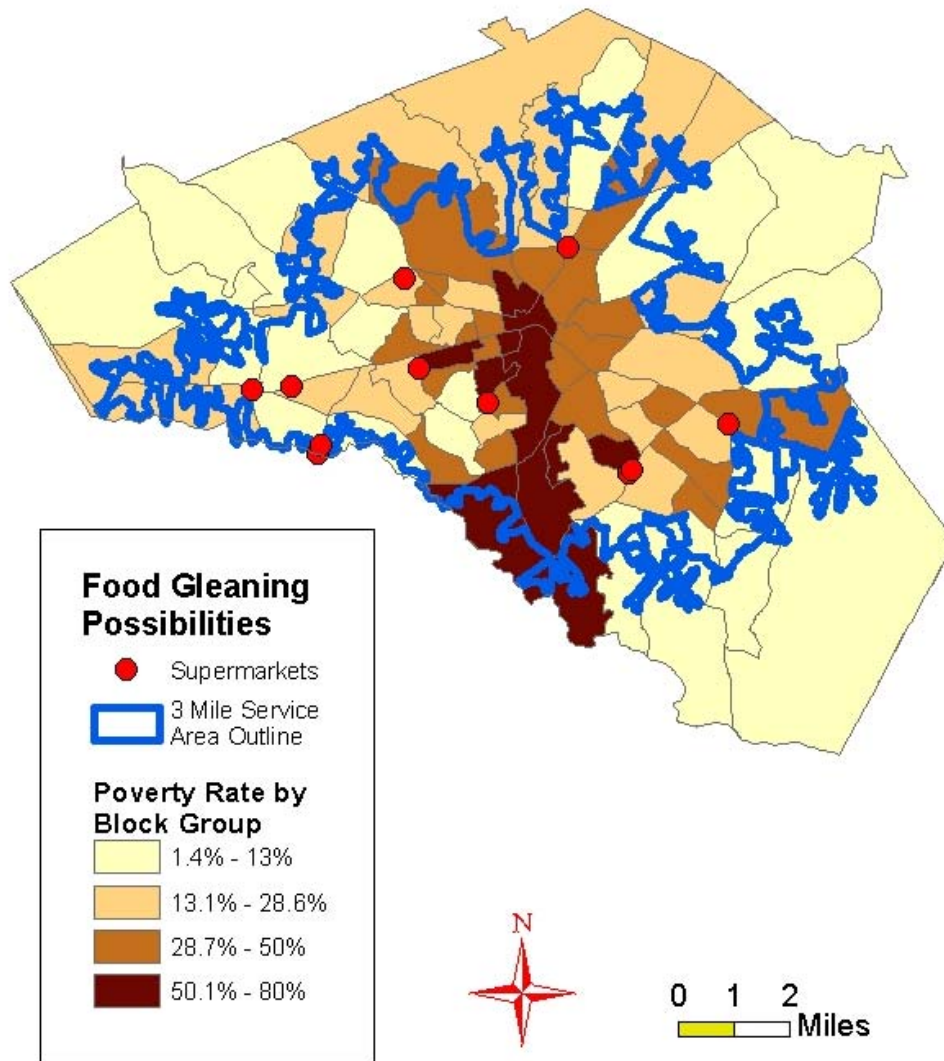 Food Gleaning
Possibilities
Supermarkets
3 Mile Service
Area Outline
Poverty Rate by
Block Group
1.4% - 13%
13.1% - 28.6%
28.7% - 50%
50.1% - 80%
N
0 1 2
Miles